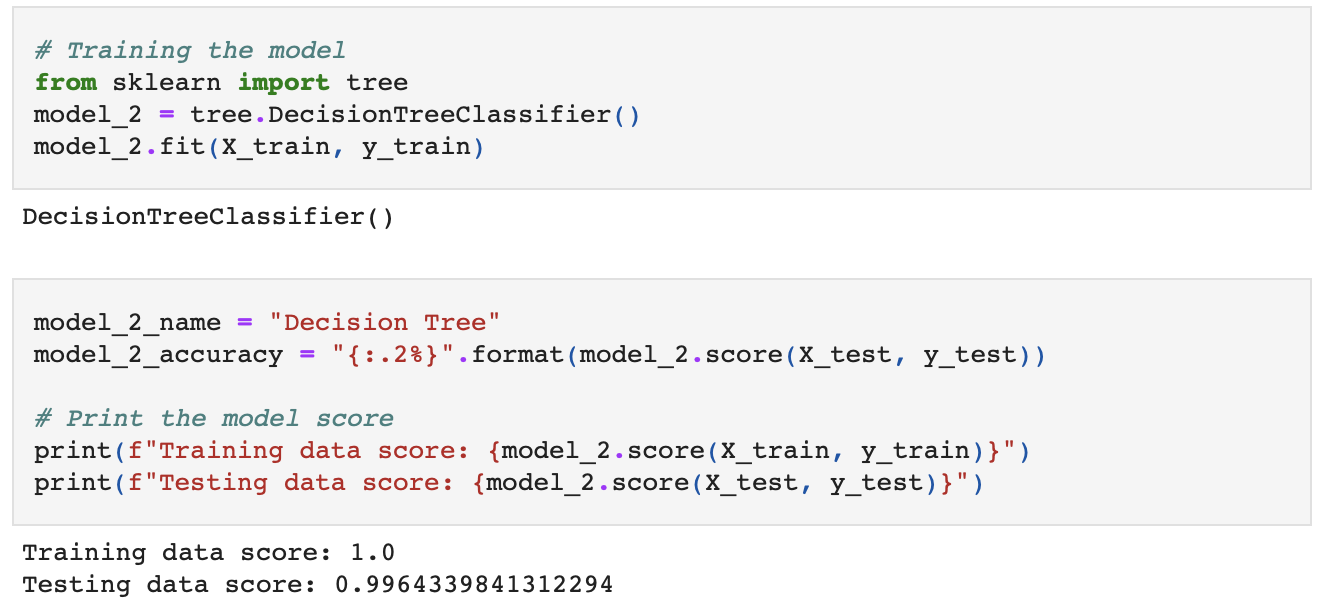 # Training the model
from sklearn import tree
model_2 = tree.DecisionTreeClassifier()
model_2.fit(X_train, y_train)
DecisionTreeClassifier()
model_2_name = "Decision Tree"
model_2_accuracy = "{:.2%}".format(model_2.score(X_test, y_test))
# Print the model score
print(f"Training data score: {model_2.score(X_train, y_train)}")
print(f"Testing data score: {model_2.score(X_test, y_test)}")
Training data score: 1.0
Testing data score: 0.9964339841312294